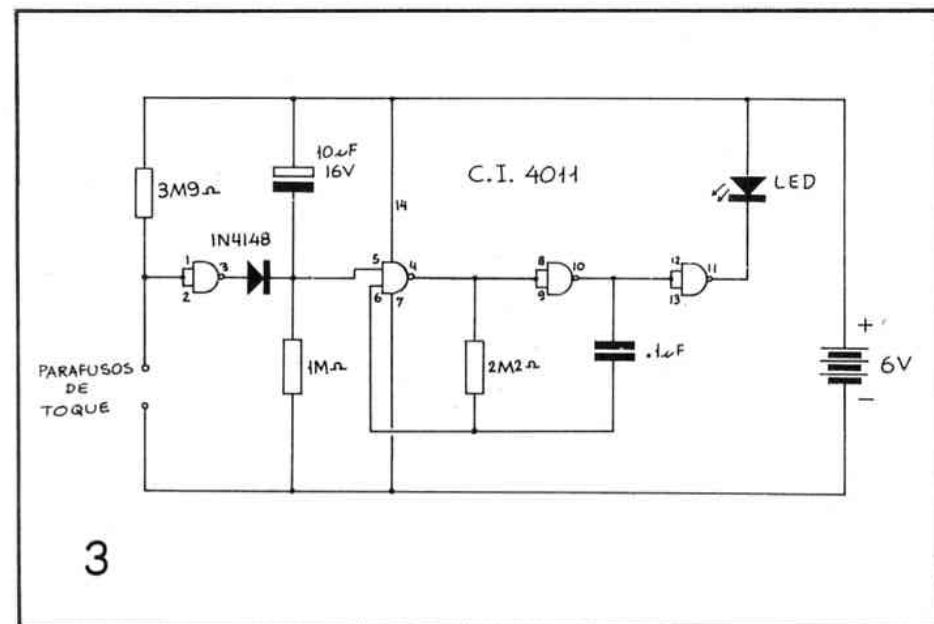 10µF
16V
C.I. 4011
LED
3M9Ω
14
1N4148
1
2
3
5
6
4
7
8
9
10
12
13
11
1MΩ
2M2Ω
.1µF
+
6V
−
PARAFUSOS
DE
TOQUE
3